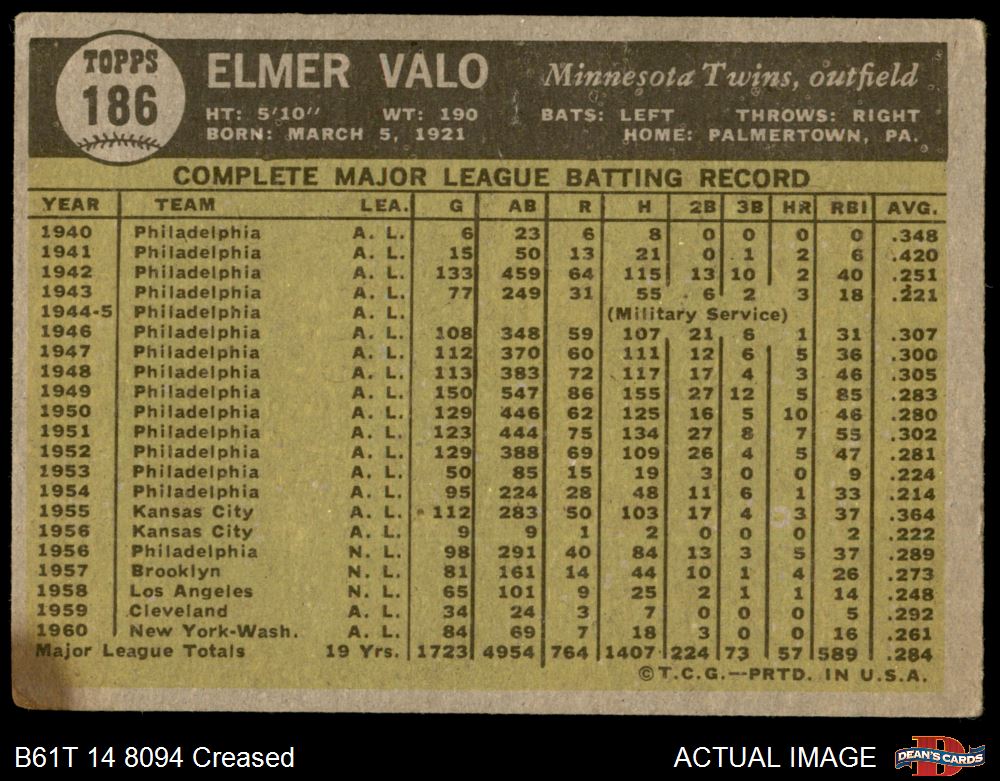 TOPPS
186
ELMER VALO Minnesota Twins, outfield
HT: 5'10" WT: 190 BATS: LEFT THROWS: RIGHT
BORN: MARCH 5, 1921 HOME: PALMERTOWN, PA.
COMPLETE MAJOR LEAGUE BATTING RECORD
YEAR TEAM LEA. G AB R H 2B 3B HR RBI AVG.
1940 Philadelphia A. L. 6 23 6 8 0 0 0 0 .348
1941 Philadelphia A. L. 15 50 13 21 0 1 2 6 .420
1942 Philadelphia A. L. 133 459 64 115 13 10 2 40 .251
1943 Philadelphia A. L. 77 249 31 55 6 2 3 18 .221
1944-5 Philadelphia A. L. (Military Service)
1946 Philadelphia A. L. 108 348 59 107 21 6 1 31 .307
1947 Philadelphia A. L. 112 370 60 111 12 6 5 36 .300
1948 Philadelphia A. L. 113 383 72 117 17 4 3 46 .305
1949 Philadelphia A. L. 150 547 86 155 27 12 5 85 .283
1950 Philadelphia A. L. 129 446 62 125 16 5 10 46 .280
1951 Philadelphia A. L. 123 444 75 134 27 8 7 55 .302
1952 Philadelphia A. L. 129 388 69 109 26 4 5 47 .281
1953 Philadelphia A. L. 50 85 15 19 3 0 0 9 .224
1954 Philadelphia A. L. 95 224 28 48 11 6 1 33 .214
1955 Kansas City A. L. 112 283 50 103 17 4 3 37 .364
1956 Kansas City A. L. 9 9 1 2 0 0 0 2 .222
1956 Philadelphia N. L. 98 291 40 84 13 3 5 37 .289
1957 Brooklyn N. L. 81 161 14 44 10 1 4 26 .273
1958 Los Angeles N. L. 65 101 9 25 2 1 1 14 .248
1959 Cleveland A. L. 34 24 3 7 0 0 0 5 .292
1960 New York-Wash. A. L. 84 69 7 18 3 0 0 16 .261
Major League Totals 19 Yrs. 1723 4954 764 1407 224 73 57 589 .284
©T.C.G.—PRTD. IN U.S.A.
B61T 14 8094 Creased ACTUAL IMAGE
D
DEAN'S CARDS